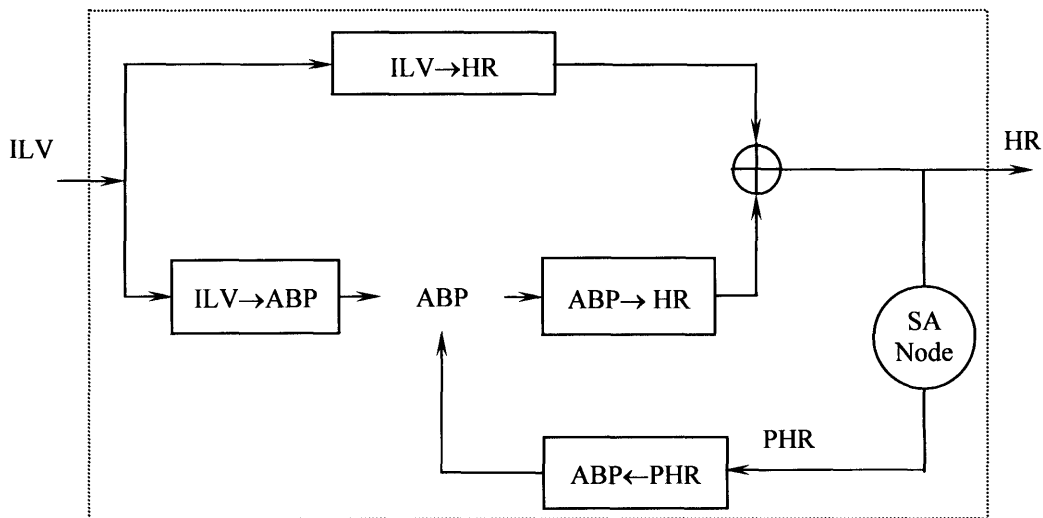 ILV→HR
ILV
HR
ILV→ABP
ABP
ABP→ HR
SA
Node
PHR
ABP←PHR